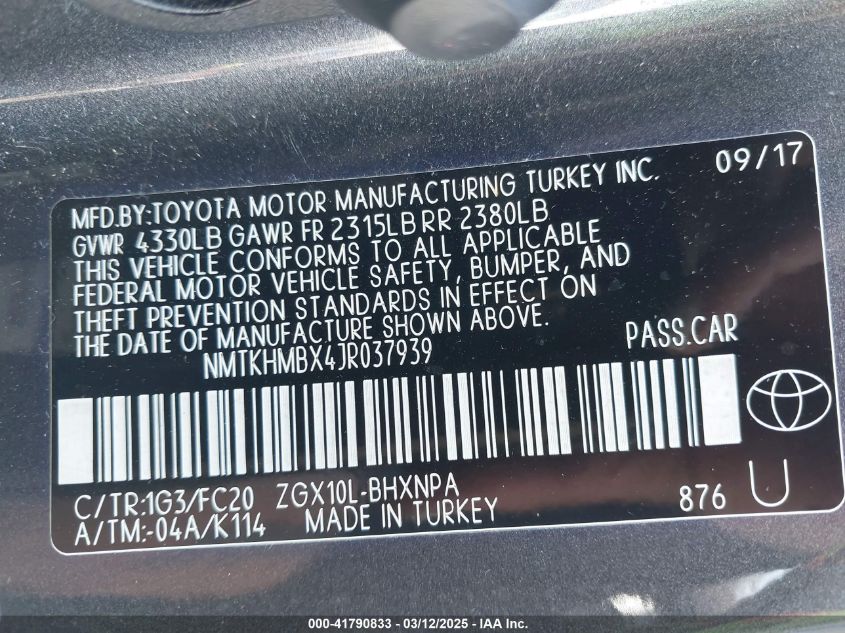 09/17
MFD.BY:TOYOTA MOTOR MANUFACTURING TURKEY INC.
GVWR 4330LB GAWR FR 2315LB RR 2380LB
THIS VEHICLE CONFORMS TO ALL APPLICABLE
FEDERAL MOTOR VEHICLE SAFETY, BUMPER, AND
THEFT PREVENTION STANDARDS IN EFFECT ON
THE DATE OF MANUFACTURE SHOWN ABOVE.
NMTKHMBX4JR037939 PASS.CAR
C/TR:1G3/FC20 ZGX10L-BHXNPA
A/TM:-04A/K114 MADE IN TURKEY 876 U
000-41790833 - 03/12/2025 - IAA Inc.